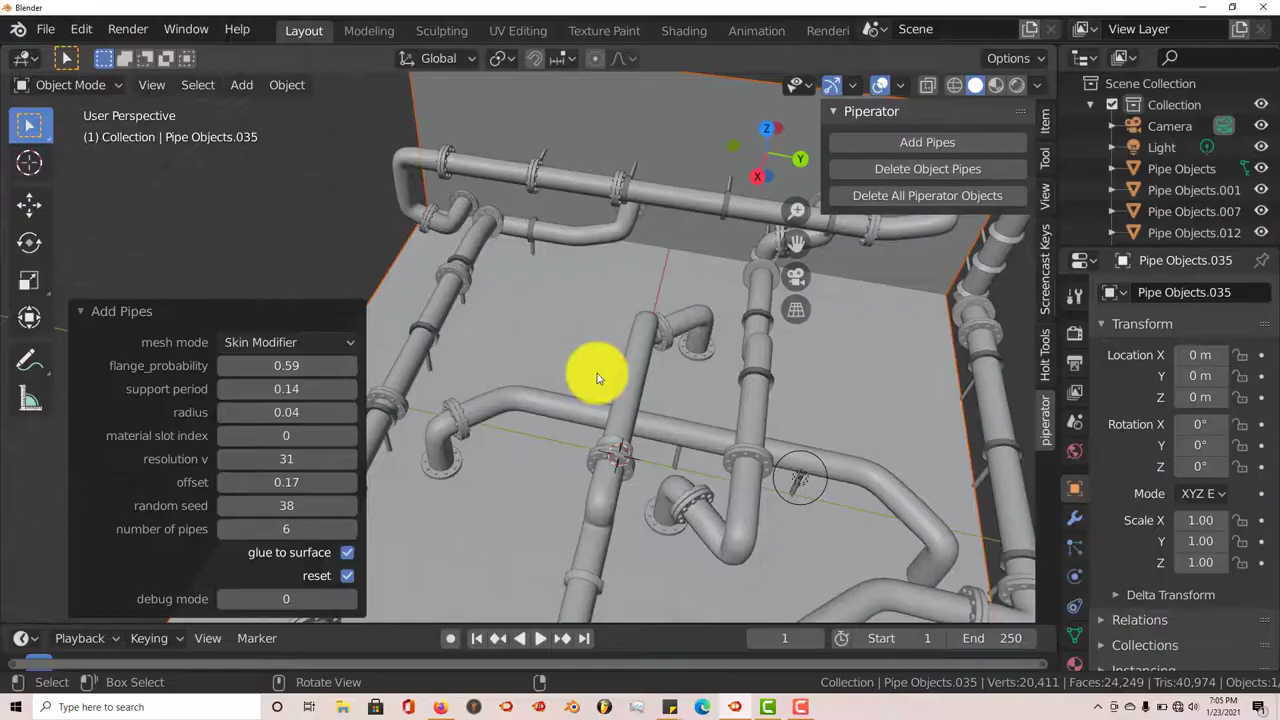 Blender
File Edit Render Window Help Layout Modeling Sculpting UV Editing Texture Paint Shading Animation Renderi Scene View Layer
Global Options
Object Mode View Select Add Object
User Perspective
(1) Collection | Pipe Objects.035
Z
Y
X
Piperator
Add Pipes
Delete Object Pipes
Delete All Piperator Objects
Item
Tool
View
Screencast Keys
Holt Tools
piperator
Scene Collection
Collection
Camera
Light
Pipe Objects
Pipe Objects.001
Pipe Objects.007
Pipe Objects.012
Pipe Objects.035
Pipe Objects.035
Transform
Location X 0 m
Y 0 m
Z 0 m
Rotation X 0°
Y 0°
Z 0°
Mode XYZ E
Scale X 1.00
Y 1.00
Z 1.00
Delta Transform
Relations
Collections
Instancing
Add Pipes
mesh mode Skin Modifier
flange_probability 0.59
support period 0.14
radius 0.04
material slot index 0
resolution v 31
offset 0.17
random seed 38
number of pipes 6
glue to surface
reset
debug mode 0
Playback Keying View Marker 1 Start 1 End 250
Select Box Select Rotate View Collection | Pipe Objects.035 | Verts:20,411 | Faces:24,249 | Tris:40,974 | Objects:1/
Type here to search
7:05 PM
1/23/2021